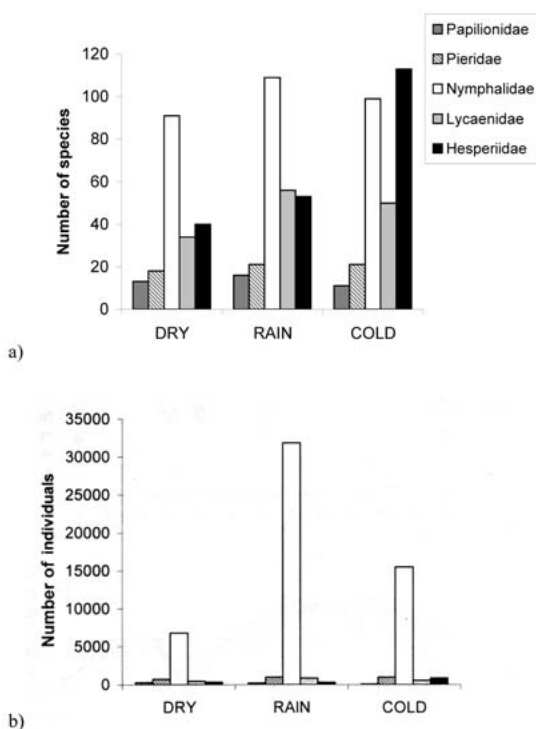 Papilionidae
Pieridae
Nymphalidae
Lycaenidae
Hesperiidae
Number of species
120
100
80
60
40
20
0
DRY RAIN COLD
a)
Number of individuals
35000
30000
25000
20000
15000
10000
5000
0
DRY RAIN COLD
b)